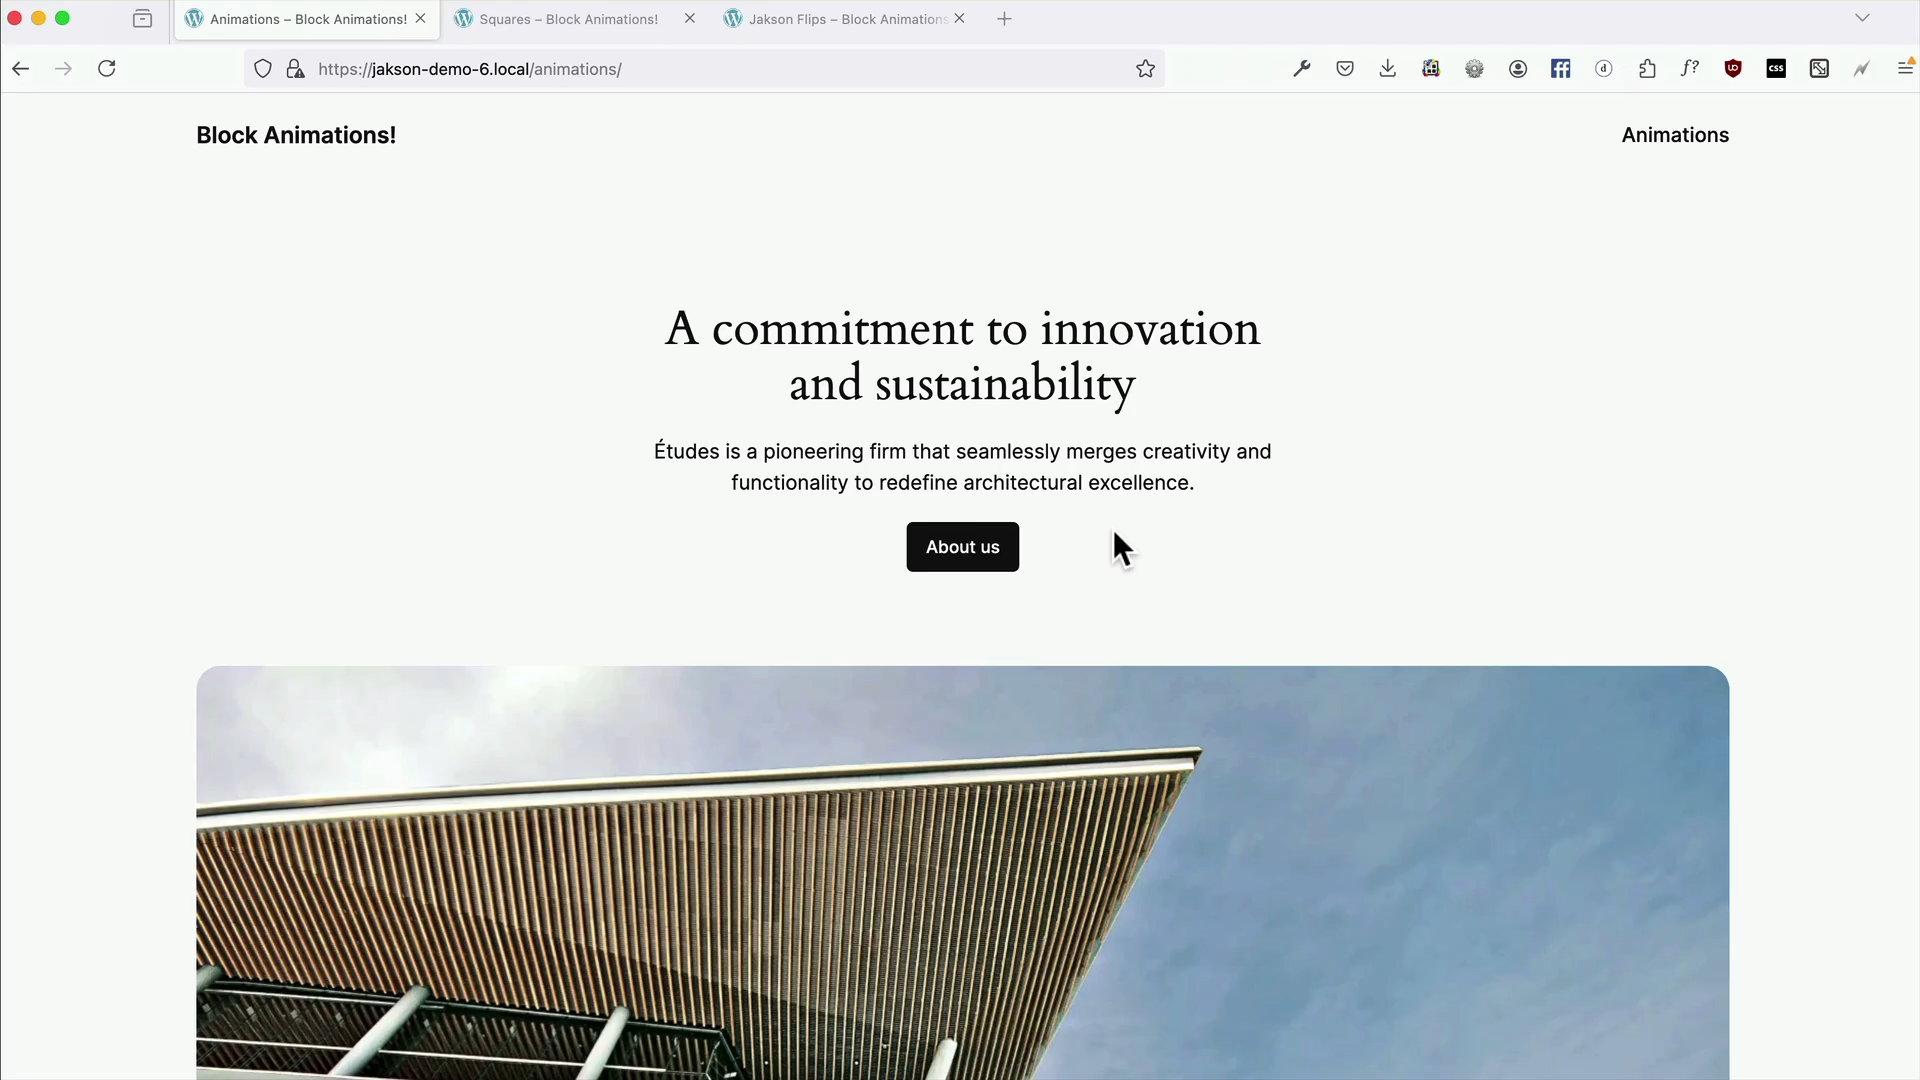 Animations – Block Animations!
Squares – Block Animations!
Jakson Flips – Block Animations
https://jakson-demo-6.local/animations/
Block Animations!
Animations
A commitment to innovation
and sustainability
Études is a pioneering firm that seamlessly merges creativity and
functionality to redefine architectural excellence.
About us